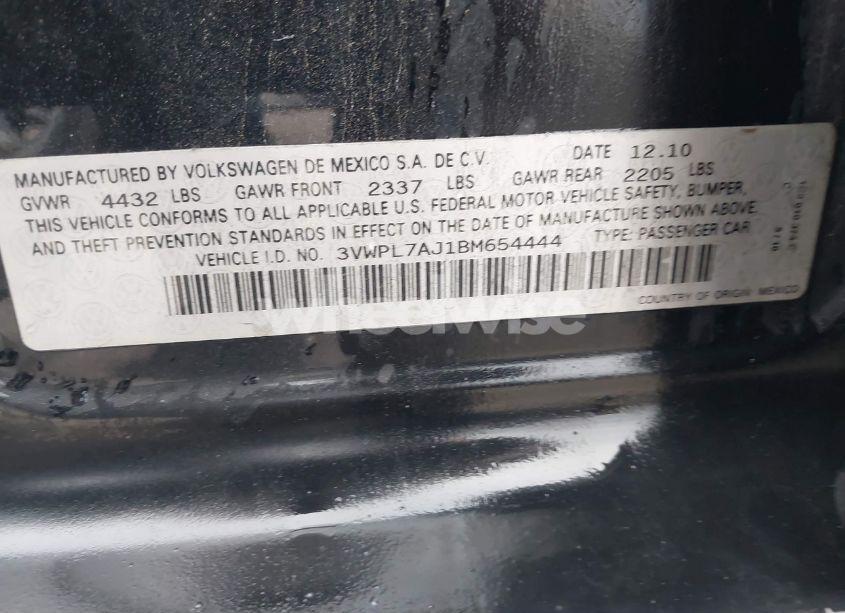 MANUFACTURED BY VOLKSWAGEN DE MEXICO S.A. DE C.V. DATE 12.10
GVWR 4432 LBS GAWR FRONT 2337 LBS GAWR REAR 2205 LBS
THIS VEHICLE CONFORMS TO ALL APPLICABLE U.S. FEDERAL MOTOR VEHICLE SAFETY, BUMPER,
AND THEFT PREVENTION STANDARDS IN EFFECT ON THE DATE OF MANUFACTURE SHOWN ABOVE.
VEHICLE I.D. NO. 3VWPL7AJ1BM654444 TYPE: PASSENGER CAR
COUNTRY OF ORIGIN: MEXICO
wheelwise